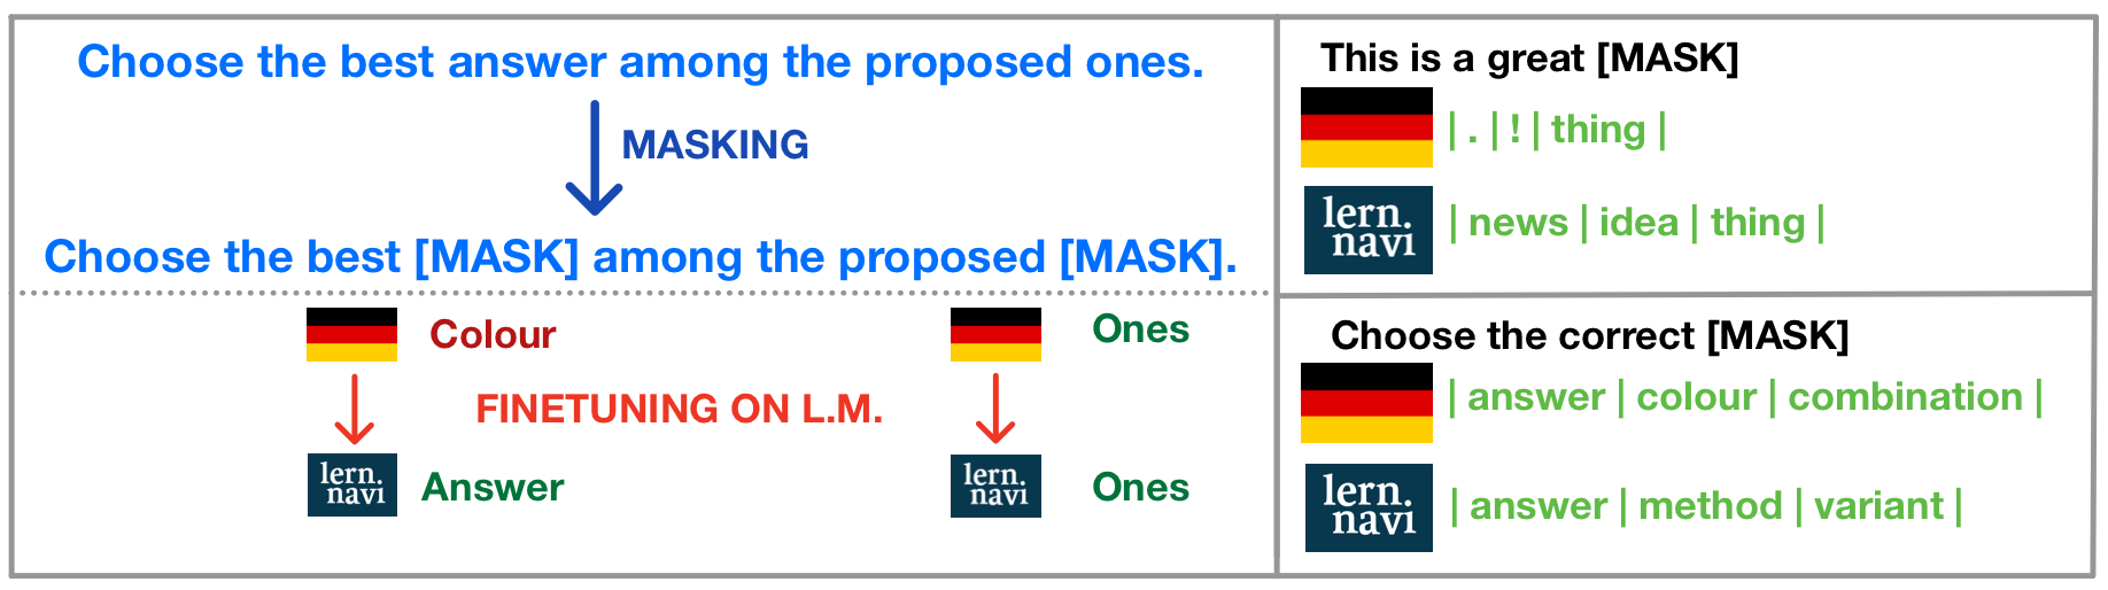 Choose the best answer among the proposed ones.
MASKING
Choose the best [MASK] among the proposed [MASK].
Colour
Ones
FINETUNING ON L.M.
lern.
navi
Answer
lern.
navi
Ones
This is a great [MASK]
| . | ! | thing |
lern.
navi
| news | idea | thing |
Choose the correct [MASK]
| answer | colour | combination |
lern.
navi
| answer | method | variant |